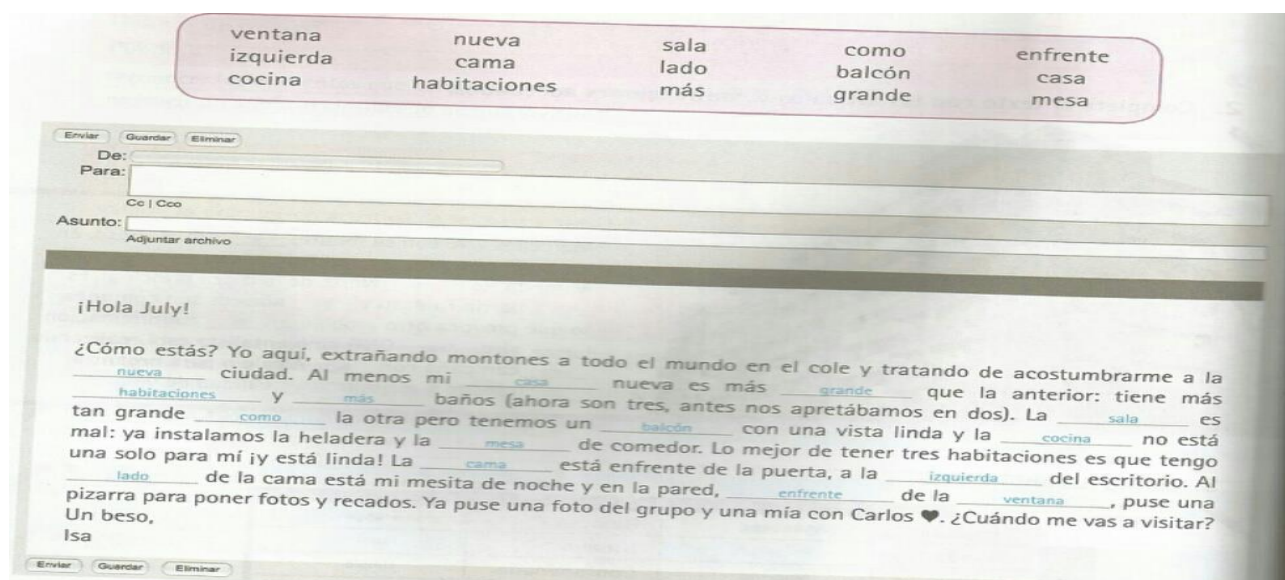 ventana nueva sala como enfrente
izquierda cama lado balcón casa
cocina habitaciones más grande mesa
Enviar Guardar Eliminar
De:
Para:
Cc | Cco
Asunto:
Adjuntar archivo
¡Hola July!
¿Cómo estás? Yo aquí, extrañando montones a todo el mundo en el cole y tratando de acostumbrarme a la
nueva ciudad. Al menos mi casa nueva es más grande que la anterior: tiene más
habitaciones y más baños (ahora son tres, antes nos apretábamos en dos). La sala es
tan grande como la otra pero tenemos un balcón con una vista linda y la cocina no está
mal: ya instalamos la heladera y la mesa de comedor. Lo mejor de tener tres habitaciones es que tengo
una solo para mí ¡y está linda! La cama está enfrente de la puerta, a la izquierda del escritorio. Al
lado de la cama está mi mesita de noche y en la pared, enfrente de la ventana, puse una
pizarra para poner fotos y recados. Ya puse una foto del grupo y una mía con Carlos ♥. ¿Cuándo me vas a visitar?
Un beso,
Isa
Enviar Guardar Eliminar